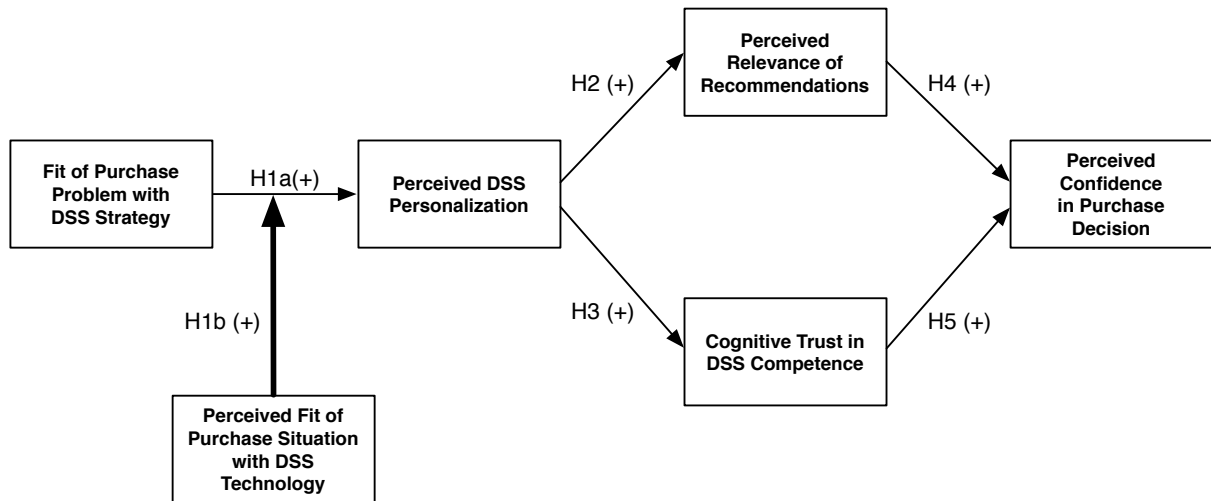 Fit of Purchase
Problem with
DSS Strategy
H1a(+)
H1b (+)
Perceived Fit of
Purchase Situation
with DSS
Technology
Perceived DSS
Personalization
H2 (+)
H3 (+)
Perceived
Relevance of
Recommendations
Cognitive Trust in
DSS Competence
H4 (+)
H5 (+)
Perceived
Confidence
in Purchase
Decision